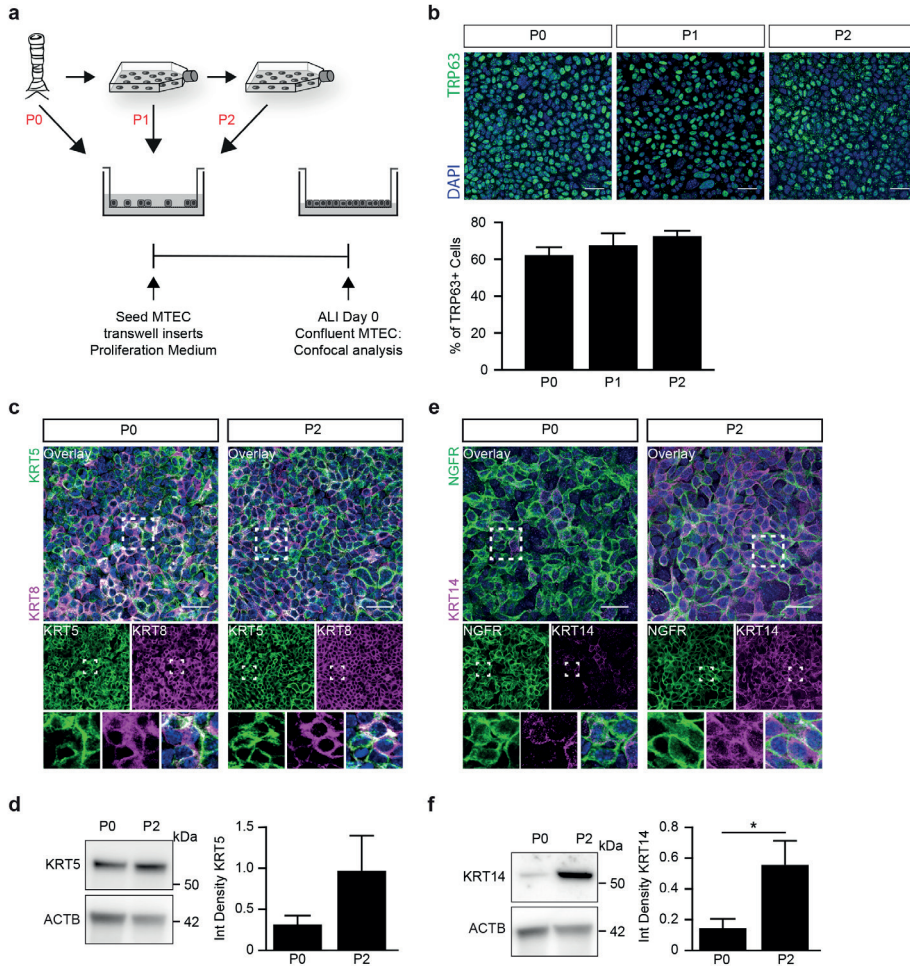 a
P0
P1
P2
Seed MTEC
transwell inserts
Proliferation Medium
ALI Day 0
Confluent MTEC:
Confocal analysis
b
P0
P1
P2
TRP63
DAPI
% of TRP63+ Cells
80
60
40
20
0
P0
P1
P2
c
P0
P2
KRT5
KRT8
Overlay
Overlay
KRT5
KRT8
KRT5
KRT8
e
P0
P2
NGFR
KRT14
Overlay
Overlay
NGFR
KRT14
NGFR
KRT14
d
P0
P2
kDa
KRT5
50
ACTB
42
Int Density KRT5
1.5
1.0
0.5
0
P0
P2
f
P0
P2
kDa
KRT14
50
ACTB
42
Int Density KRT14
0.8
0.6
0.4
0.2
0
*
P0
P2